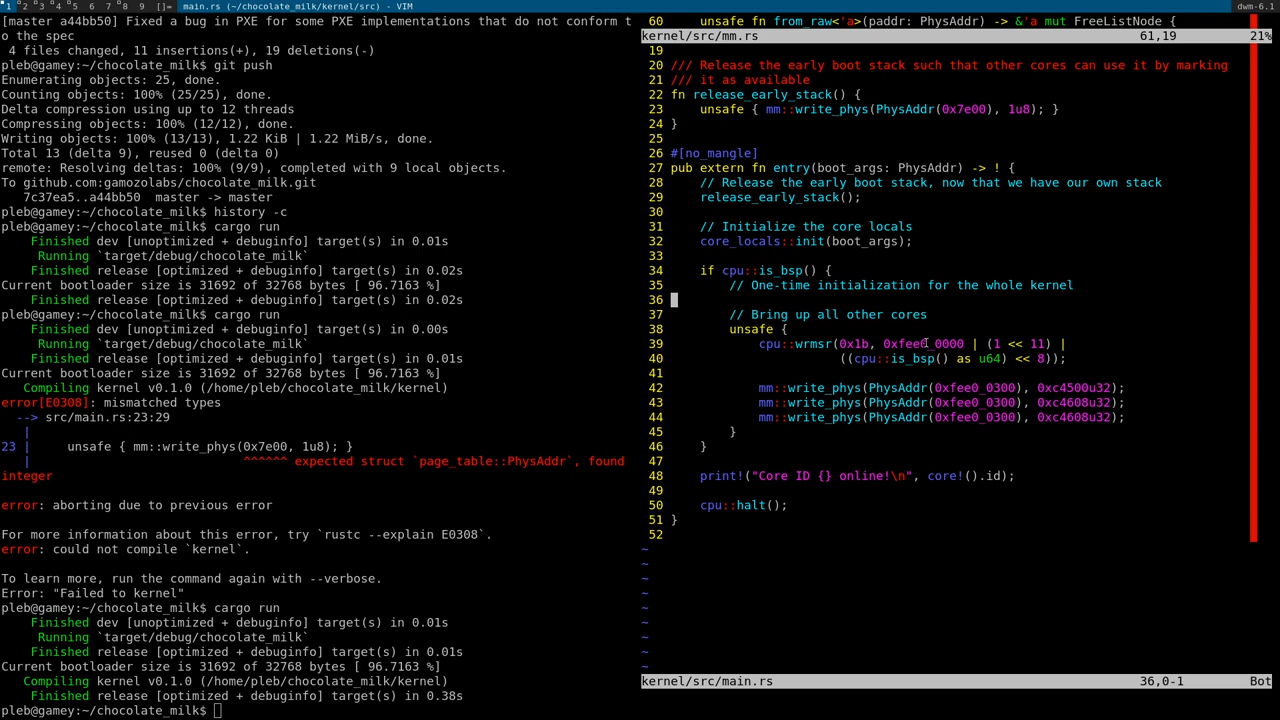 1 2 3 4 5 6 7 8 9 []= main.rs (~/chocolate_milk/kernel/src) - VIM dwm-6.1
[master a44bb50] Fixed a bug in PXE for some PXE implementations that do not conform t
o the spec
 4 files changed, 11 insertions(+), 19 deletions(-)
pleb@gamey:~/chocolate_milk$ git push
Enumerating objects: 25, done.
Counting objects: 100% (25/25), done.
Delta compression using up to 12 threads
Compressing objects: 100% (12/12), done.
Writing objects: 100% (13/13), 1.22 KiB | 1.22 MiB/s, done.
Total 13 (delta 9), reused 0 (delta 0)
remote: Resolving deltas: 100% (9/9), completed with 9 local objects.
To github.com:gamozolabs/chocolate_milk.git
   7c37ea5..a44bb50  master -> master
pleb@gamey:~/chocolate_milk$ history -c
pleb@gamey:~/chocolate_milk$ cargo run
    Finished dev [unoptimized + debuginfo] target(s) in 0.01s
     Running `target/debug/chocolate_milk`
    Finished release [optimized + debuginfo] target(s) in 0.02s
Current bootloader size is 31692 of 32768 bytes [ 96.7163 %]
    Finished release [optimized + debuginfo] target(s) in 0.02s
pleb@gamey:~/chocolate_milk$ cargo run
    Finished dev [unoptimized + debuginfo] target(s) in 0.00s
     Running `target/debug/chocolate_milk`
    Finished release [optimized + debuginfo] target(s) in 0.01s
Current bootloader size is 31692 of 32768 bytes [ 96.7163 %]
   Compiling kernel v0.1.0 (/home/pleb/chocolate_milk/kernel)
error[E0308]: mismatched types
  --> src/main.rs:23:29
   |
23 |     unsafe { mm::write_phys(0x7e00, 1u8); }
   |                             ^^^^^^ expected struct `page_table::PhysAddr`, found
integer

error: aborting due to previous error

For more information about this error, try `rustc --explain E0308`.
error: could not compile `kernel`.

To learn more, run the command again with --verbose.
Error: "Failed to kernel"
pleb@gamey:~/chocolate_milk$ cargo run
    Finished dev [unoptimized + debuginfo] target(s) in 0.01s
     Running `target/debug/chocolate_milk`
    Finished release [optimized + debuginfo] target(s) in 0.01s
Current bootloader size is 31692 of 32768 bytes [ 96.7163 %]
   Compiling kernel v0.1.0 (/home/pleb/chocolate_milk/kernel)
    Finished release [optimized + debuginfo] target(s) in 0.38s
pleb@gamey:~/chocolate_milk$
60     unsafe fn from_raw<'a>(paddr: PhysAddr) -> &'a mut FreeListNode {
kernel/src/mm.rs 61,19 21%
19
20 /// Release the early boot stack such that other cores can use it by marking
21 /// it as available
22 fn release_early_stack() {
23     unsafe { mm::write_phys(PhysAddr(0x7e00), 1u8); }
24 }
25
26 #[no_mangle]
27 pub extern fn entry(boot_args: PhysAddr) -> ! {
28     // Release the early boot stack, now that we have our own stack
29     release_early_stack();
30
31     // Initialize the core locals
32     core_locals::init(boot_args);
33
34     if cpu::is_bsp() {
35         // One-time initialization for the whole kernel
36
37         // Bring up all other cores
38         unsafe {
39             cpu::wrmsr(0x1b, 0xfee0_0000 | (1 << 11) |
40                        ((cpu::is_bsp() as u64) << 8));
41
42             mm::write_phys(PhysAddr(0xfee0_0300), 0xc4500u32);
43             mm::write_phys(PhysAddr(0xfee0_0300), 0xc4608u32);
44             mm::write_phys(PhysAddr(0xfee0_0300), 0xc4608u32);
45         }
46     }
47
48     print!("Core ID {} online!\n", core!().id);
49
50     cpu::halt();
51 }
52
~
~
~
~
~
~
~
~
~
kernel/src/main.rs 36,0-1 Bot